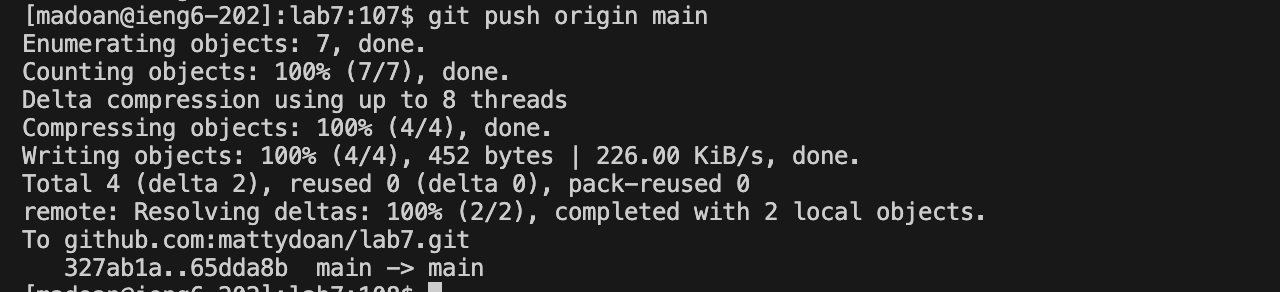 [madoan@ieng6-202]:lab7:107$ git push origin main
Enumerating objects: 7, done.
Counting objects: 100% (7/7), done.
Delta compression using up to 8 threads
Compressing objects: 100% (4/4), done.
Writing objects: 100% (4/4), 452 bytes | 226.00 KiB/s, done.
Total 4 (delta 2), reused 0 (delta 0), pack-reused 0
remote: Resolving deltas: 100% (2/2), completed with 2 local objects.
To github.com:mattydoan/lab7.git
   327ab1a..65dda8b  main -> main
[madoan@ieng6-202]:lab7:108$